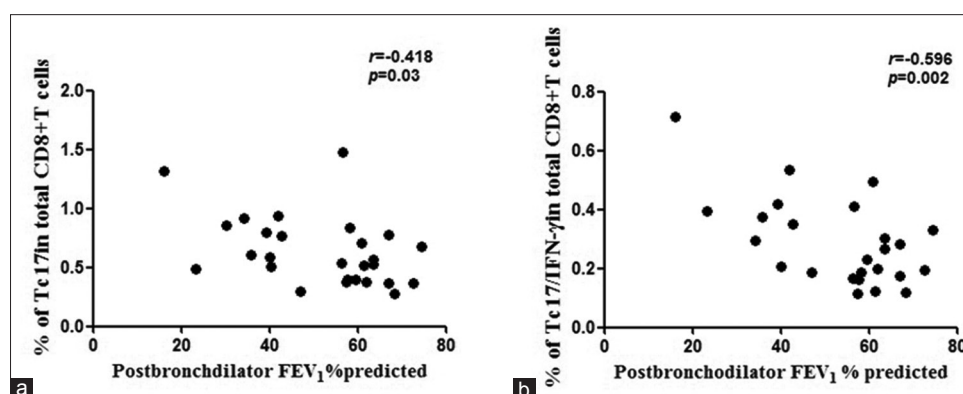 r=-0.418
p=0.03
% of Tc17in total CD8+T cells
2.0
1.5
1.0
0.5
0.0
0 20 40 60 80
Postbronchdilator FEV1%predicted
a
r=-0.596
p=0.002
% of Tc17/IFN-γin total CD8+T cells
0.8
0.6
0.4
0.2
0.0
0 20 40 60 80
Postbronchodilator FEV1 % predicted
b